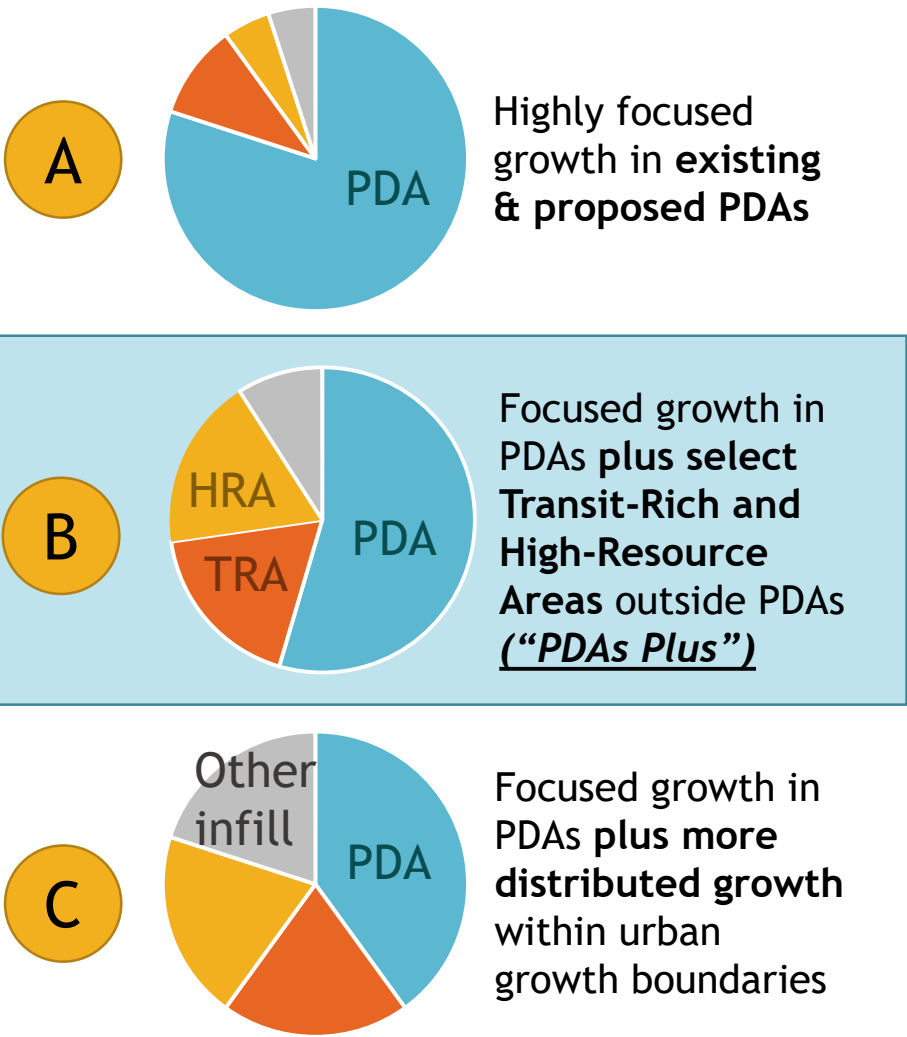 A
PDA
Highly focused
growth in existing
& proposed PDAs
B
HRA
TRA
PDA
Focused growth in
PDAs plus select
Transit-Rich and
High-Resource
Areas outside PDAs
(“PDAs Plus”)
C
Other
infill
PDA
Focused growth in
PDAs plus more
distributed growth
within urban
growth boundaries